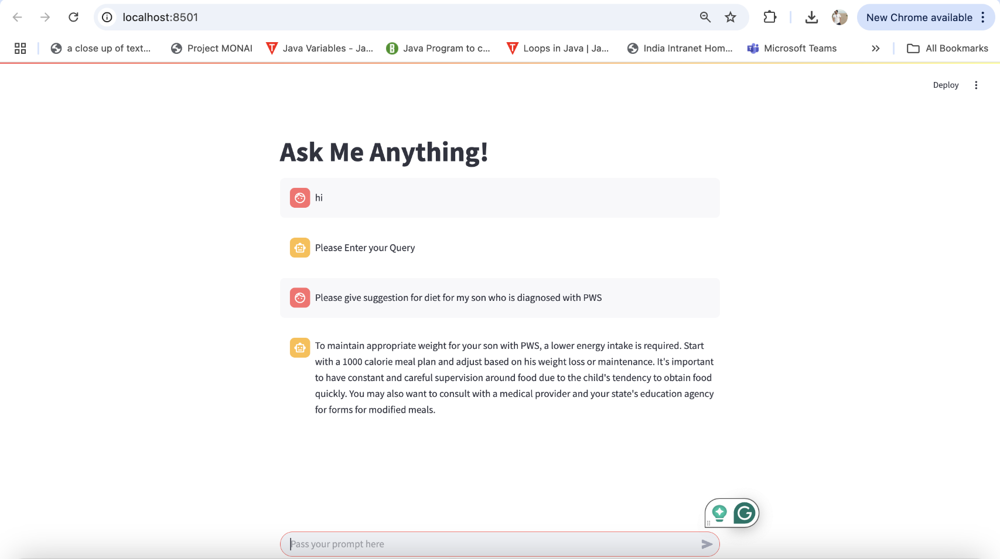 localhost:8501
New Chrome available
a close up of text...
Project MONAI
Java Variables - Ja...
Java Program to c...
Loops in Java | Ja...
India Intranet Hom...
Microsoft Teams
All Bookmarks
Deploy
Ask Me Anything!
hi
Please Enter your Query
Please give suggestion for diet for my son who is diagnosed with PWS
To maintain appropriate weight for your son with PWS, a lower energy intake is required. Start
with a 1000 calorie meal plan and adjust based on his weight loss or maintenance. It's important
to have constant and careful supervision around food due to the child's tendency to obtain food
quickly. You may also want to consult with a medical provider and your state's education agency
for forms for modified meals.
Pass your prompt here